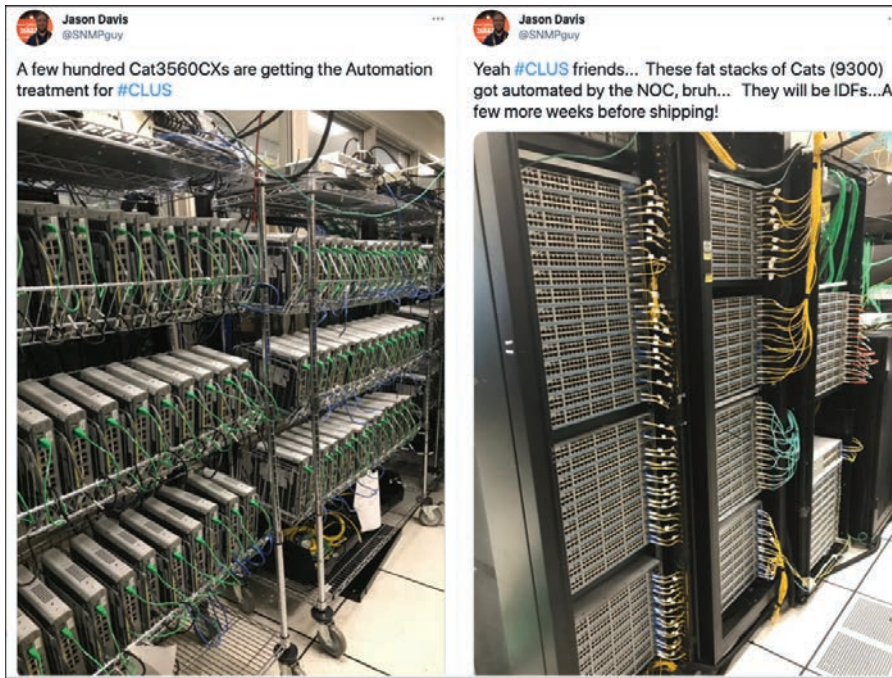 Jason Davis
@SNMPguy
A few hundred Cat3560CXs are getting the Automation
treatment for #CLUS
Jason Davis
@SNMPguy
Yeah #CLUS friends... These fat stacks of Cats (9300)
got automated by the NOC, bruh... They will be IDFs...A
few more weeks before shipping!